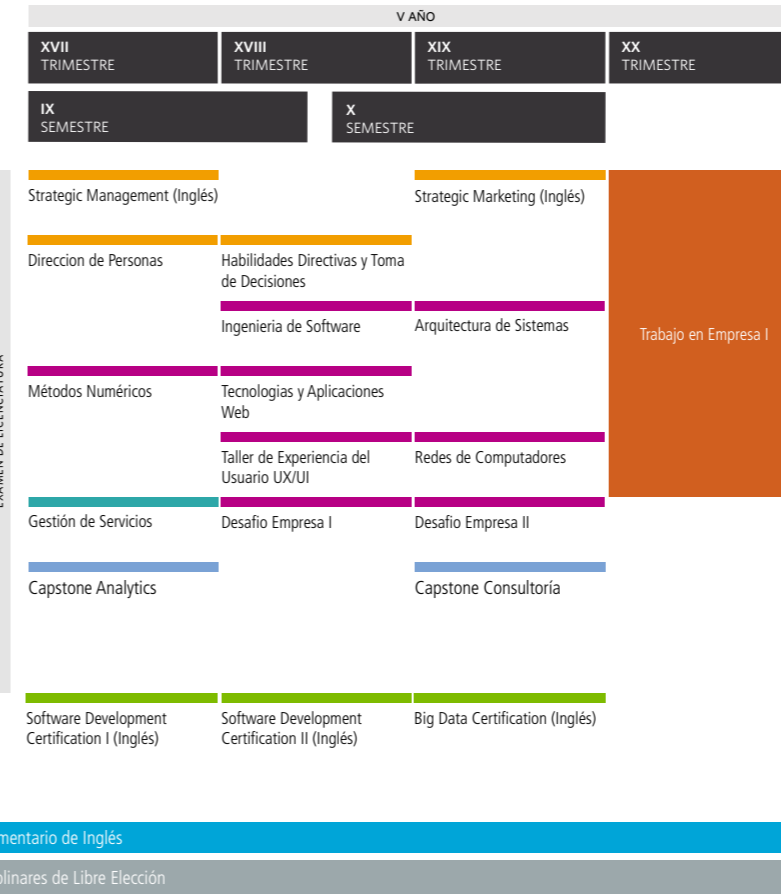 V AÑO
XVII
TRIMESTRE
XVIII
TRIMESTRE
XIX
TRIMESTRE
XX
TRIMESTRE
IX
SEMESTRE
X
SEMESTRE
Strategic Management (Inglés)
Strategic Marketing (Inglés)
Direccion de Personas
Habilidades Directivas y Toma
de Decisiones
Ingenieria de Software
Arquitectura de Sistemas
Trabajo en Empresa I
Métodos Numéricos
Tecnologias y Aplicaciones
Web
Taller de Experiencia del
Usuario UX/UI
Redes de Computadores
Gestión de Servicios
Desafio Empresa I
Desafio Empresa II
Capstone Analytics
Capstone Consultoría
Software Development
Certification I (Inglés)
Software Development
Certification II (Inglés)
Big Data Certification (Inglés)
mentario de Inglés
plinares de Libre Elección